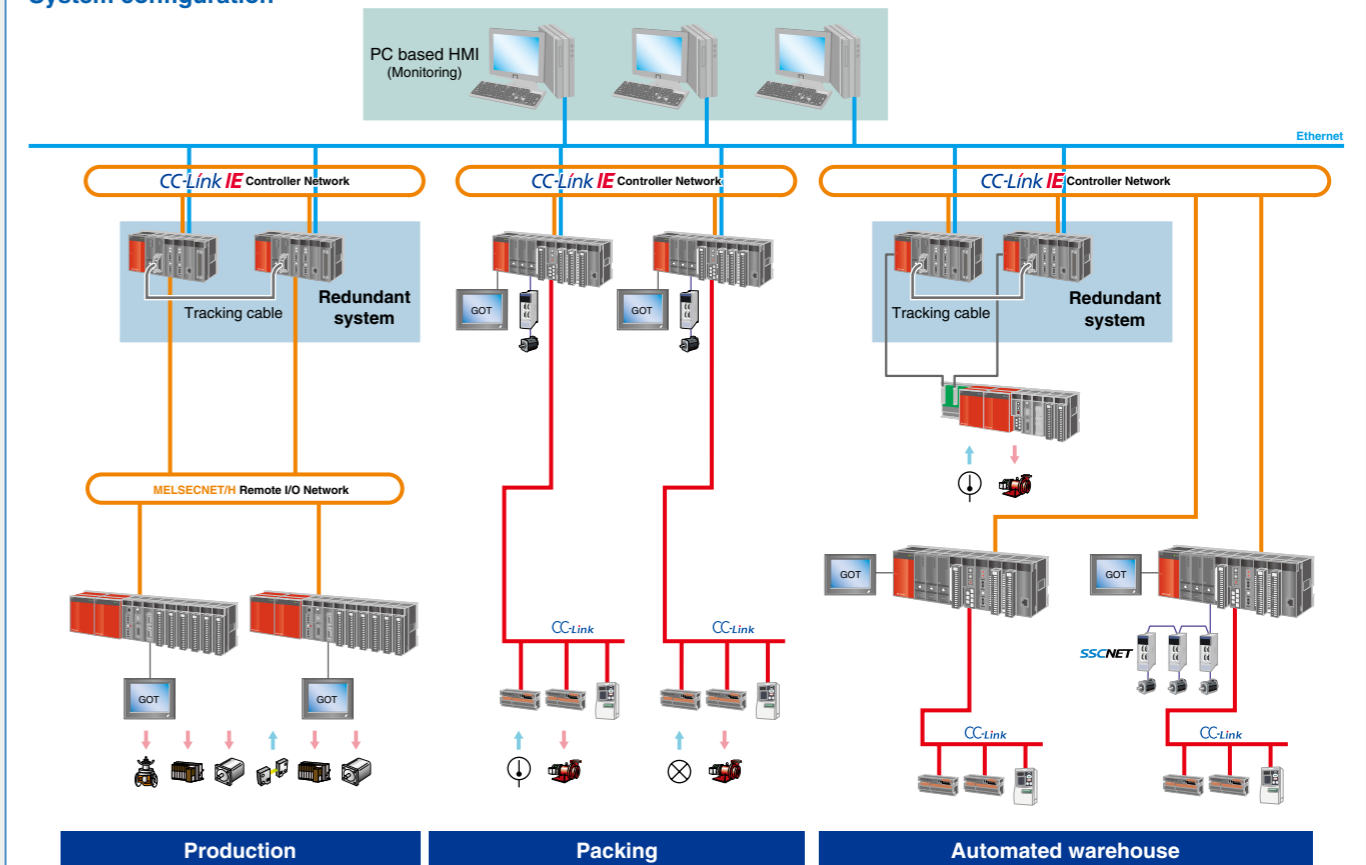 System configuration
PC based HMI
(Monitoring)
Ethernet
CC-Link IE Controller Network
CC-Link IE Controller Network
CC-Link IE Controller Network
Tracking cable
Redundant
system
GOT
GOT
Tracking cable
Redundant
system
MELSECNET/H Remote I/O Network
GOT
GOT
CC-Link
CC-Link
SSCNET
GOT
GOT
CC-Link
CC-Link
Production
Packing
Automated warehouse